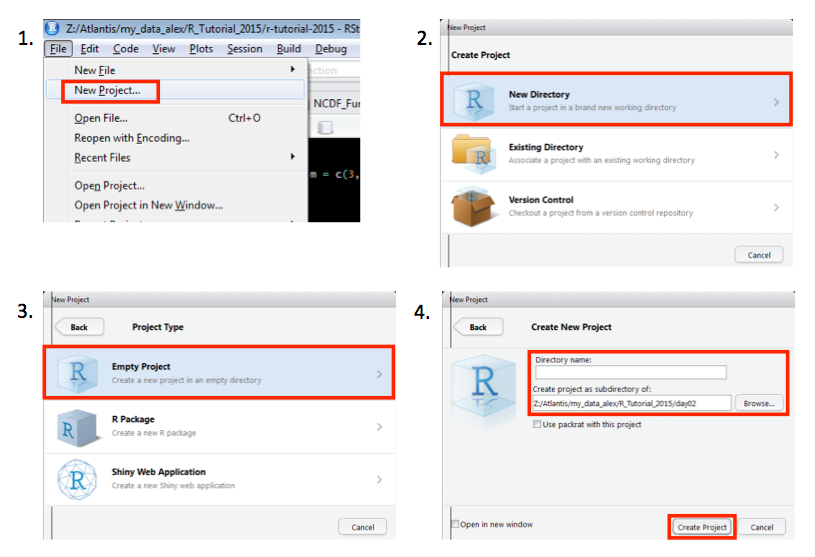 1.
Z:/Atlantis/my_data_alex/R_Tutorial_2015/r-tutorial-2015 - RSt
File Edit Code View Plots Session Build Debug
New File
New Project...
Open File... Ctrl+O
Reopen with Encoding...
Recent Files
Open Project...
Open Project in New Window...
NCDF_Fu
m = c(3,
2.
New Project
Create Project
R
New Directory
Start a project in a brand new working directory
R
Existing Directory
Associate a project with an existing working directory
Version Control
Checkout a project from a version control repository
Cancel
3.
New Project
Back Project Type
R
Empty Project
Create a new project in an empty directory
R
R Package
Create a new R package
R
Shiny Web Application
Create a new Shiny web application
Cancel
4.
New Project
Back Create New Project
R
Directory name:
Create project as subdirectory of:
Z:/Atlantis/my_data_alex/R_Tutorial_2015/day02 Browse...
Use packrat with this project
Open in new window Create Project Cancel